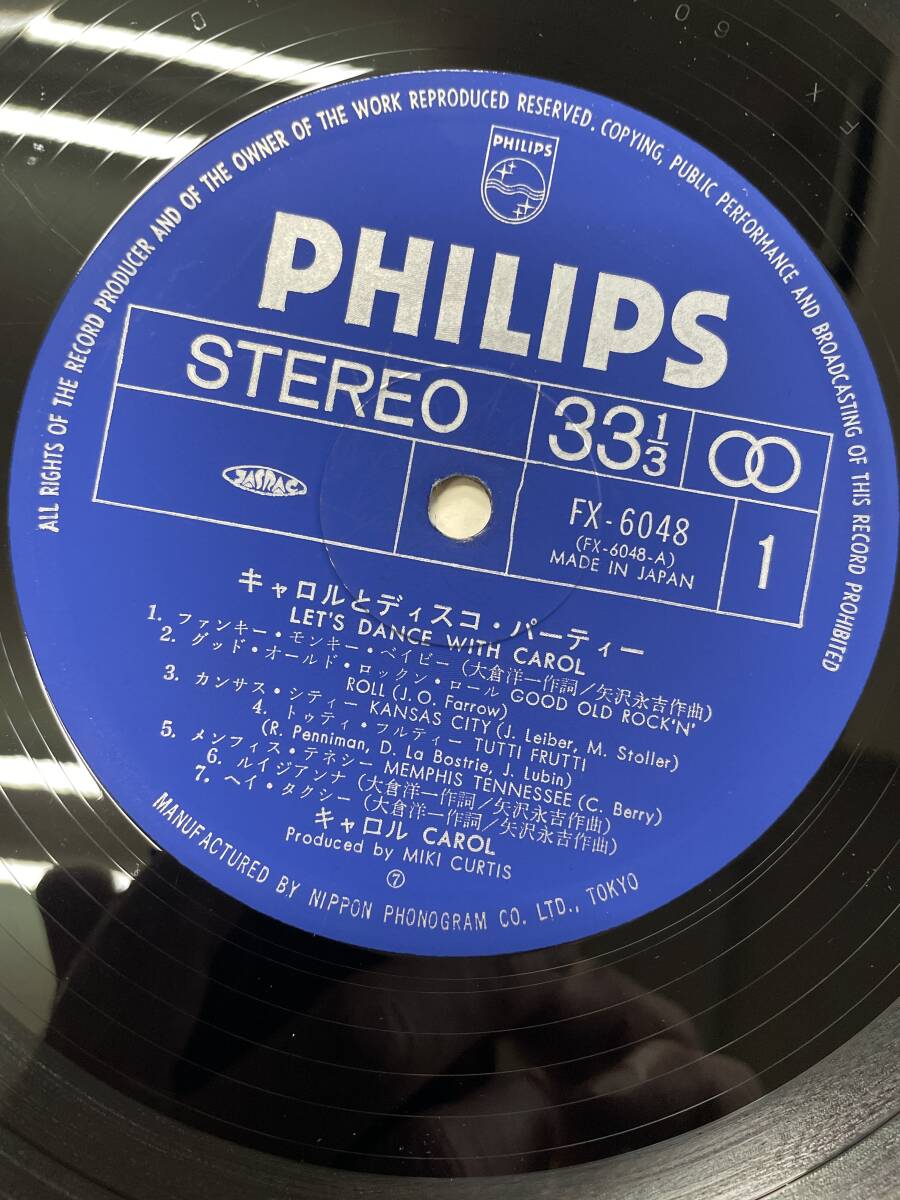 ALL RIGHTS OF THE RECORD PRODUCER AND OF THE OWNER OF THE WORK REPRODUCED RESERVED. COPYING, PUBLIC PERFORMANCE AND BROADCASTING OF THIS RECORD PROHIBITED
PHILIPS
PHILIPS
STEREO
33 1/3
JASRAC
FX-6048
(FX-6048-A)
MADE IN JAPAN
1
キャロルとディスコ・パーティー
LET'S DANCE WITH CAROL
1. ファンキー・モンキー・ベイビー (大倉洋一作詞/矢沢永吉作曲)
2. グッド・オールド・ロックン・ロール GOOD OLD ROCK'N'
ROLL (J. O. Farrow)
3. カンサス・シティー KANSAS CITY (J. Leiber, M. Stoller)
4. トゥティ・フルティー TUTTI FRUTTI
(R. Penniman, D. La Bostrie, J. Lubin)
5. メンフィス・テネシー MEMPHIS TENNESSEE (C. Berry)
6. ルイジアンナ (大倉洋一作詞/矢沢永吉作曲)
7. ヘイ・タクシー (大倉洋一作詞/矢沢永吉作曲)
キャロル CAROL
Produced by MIKI CURTIS
⑦
MANUFACTURED BY NIPPON PHONOGRAM CO. LTD., TOKYO